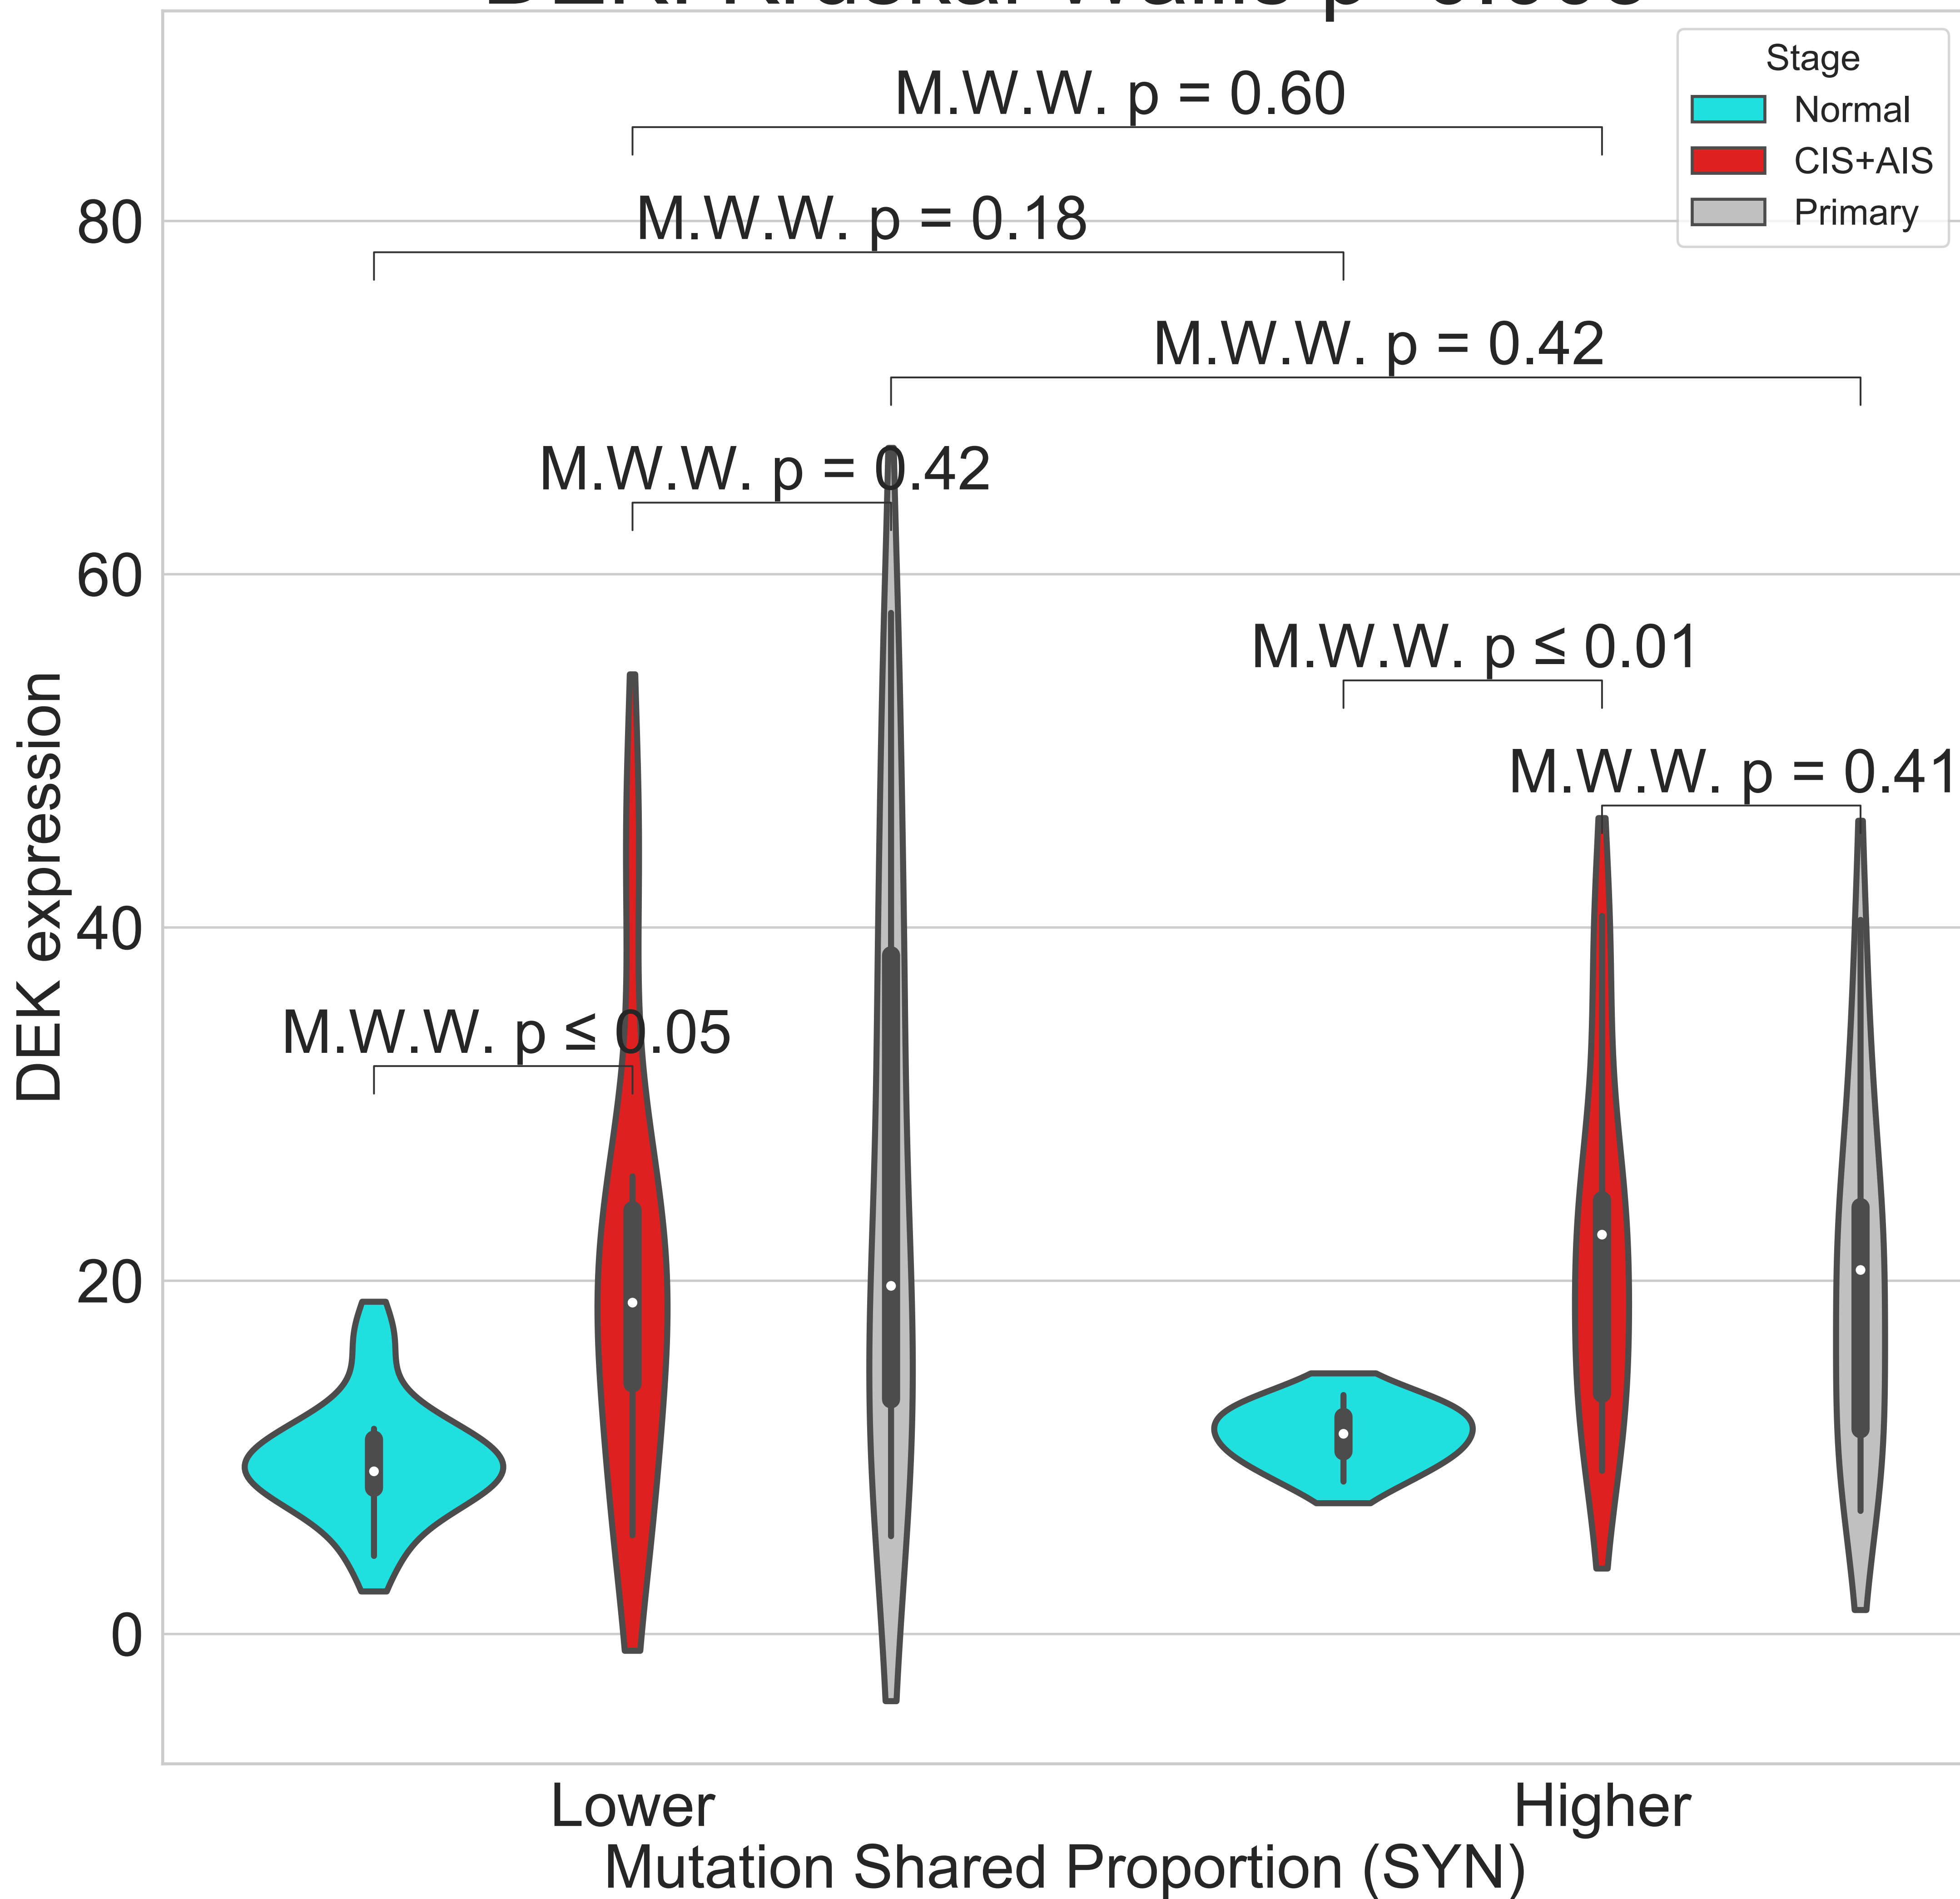 M.W.W. p = 0.60
Stage
Normal
CIS+AIS
Primary
M.W.W. p = 0.18
M.W.W. p = 0.42
M.W.W. p = 0.42
M.W.W. p ≤ 0.01
M.W.W. p = 0.41
M.W.W. p ≤ 0.05
80
60
40
20
0
DEK expression
Lower
Higher
Mutation Shared Proportion (SYN)